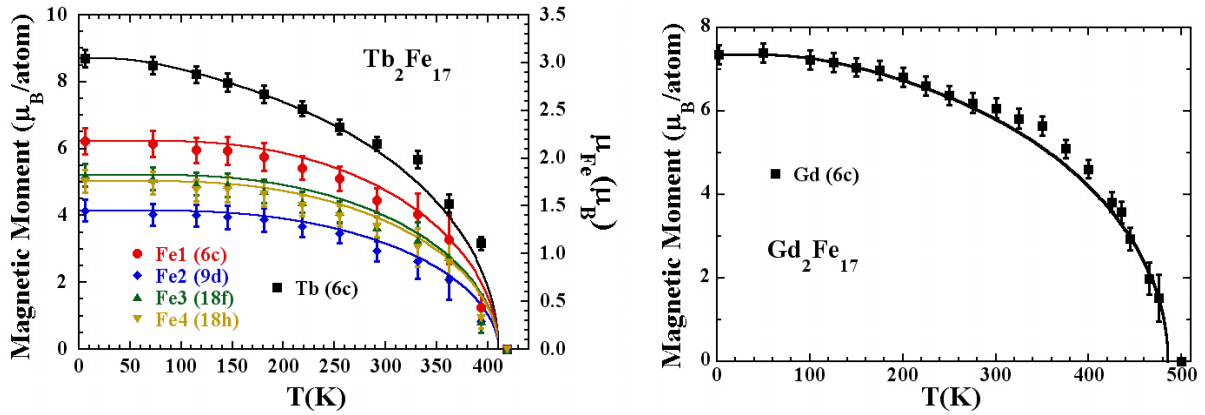 Magnetic Moment (μB/atom)
10
8
6
4
2
0
Tb2Fe17
Fe1 (6c)
Fe2 (9d)
Fe3 (18f)
Fe4 (18h)
Tb (6c)
3.5
3.0
2.5
2.0
1.5
1.0
0.5
0.0
μFe(μB)
0 50 100 150 200 250 300 350 400
T(K)
Magnetic Moment (μB/atom)
8
6
4
2
0
Gd (6c)
Gd2Fe17
0 100 200 300 400 500
T(K)